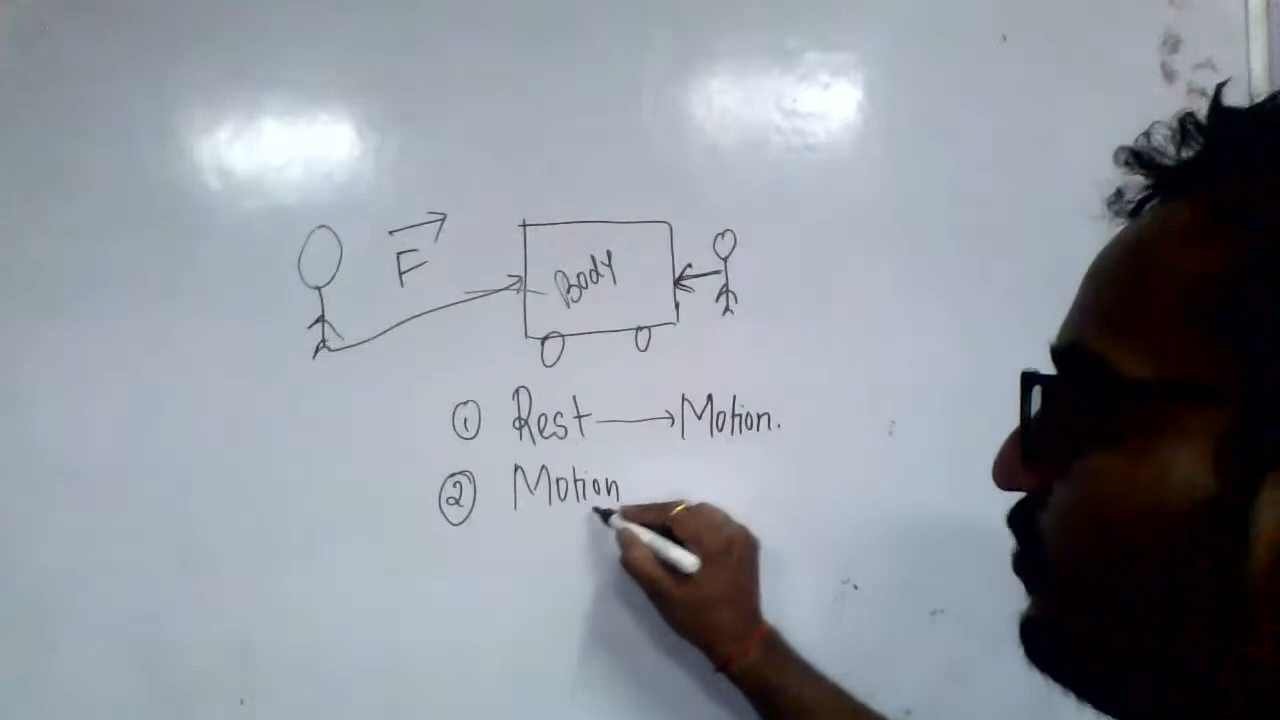 F
Body
① Rest → Motion.
② Motion